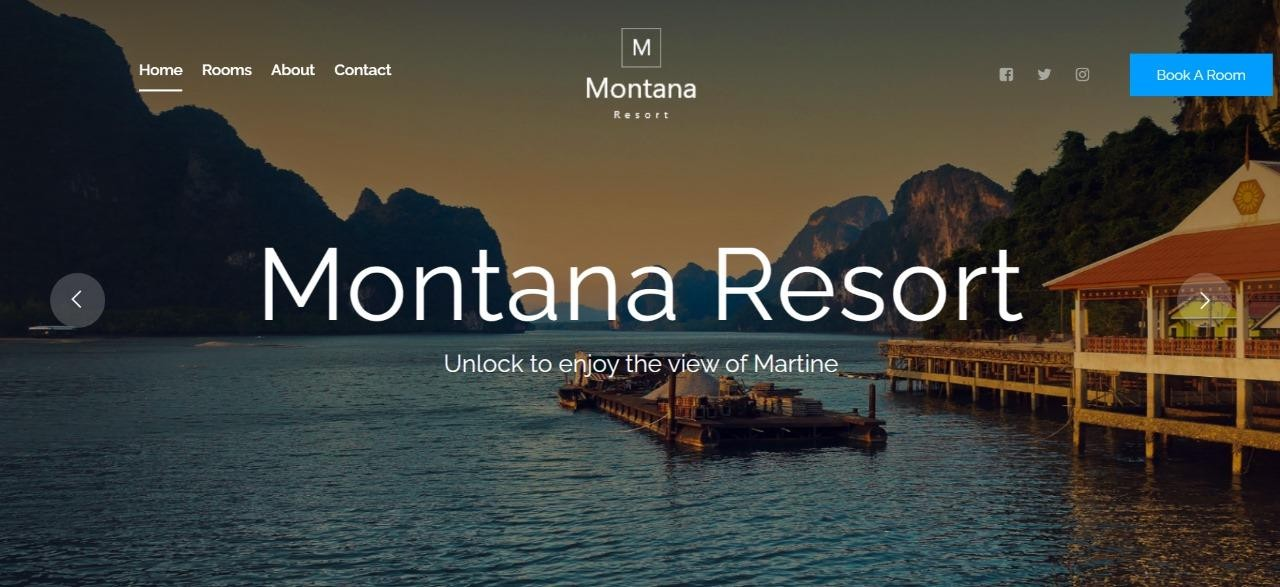 M
Home Rooms About Contact
Book A Room
Montana
Resort
Montana Resort
Unlock to enjoy the view of Martine